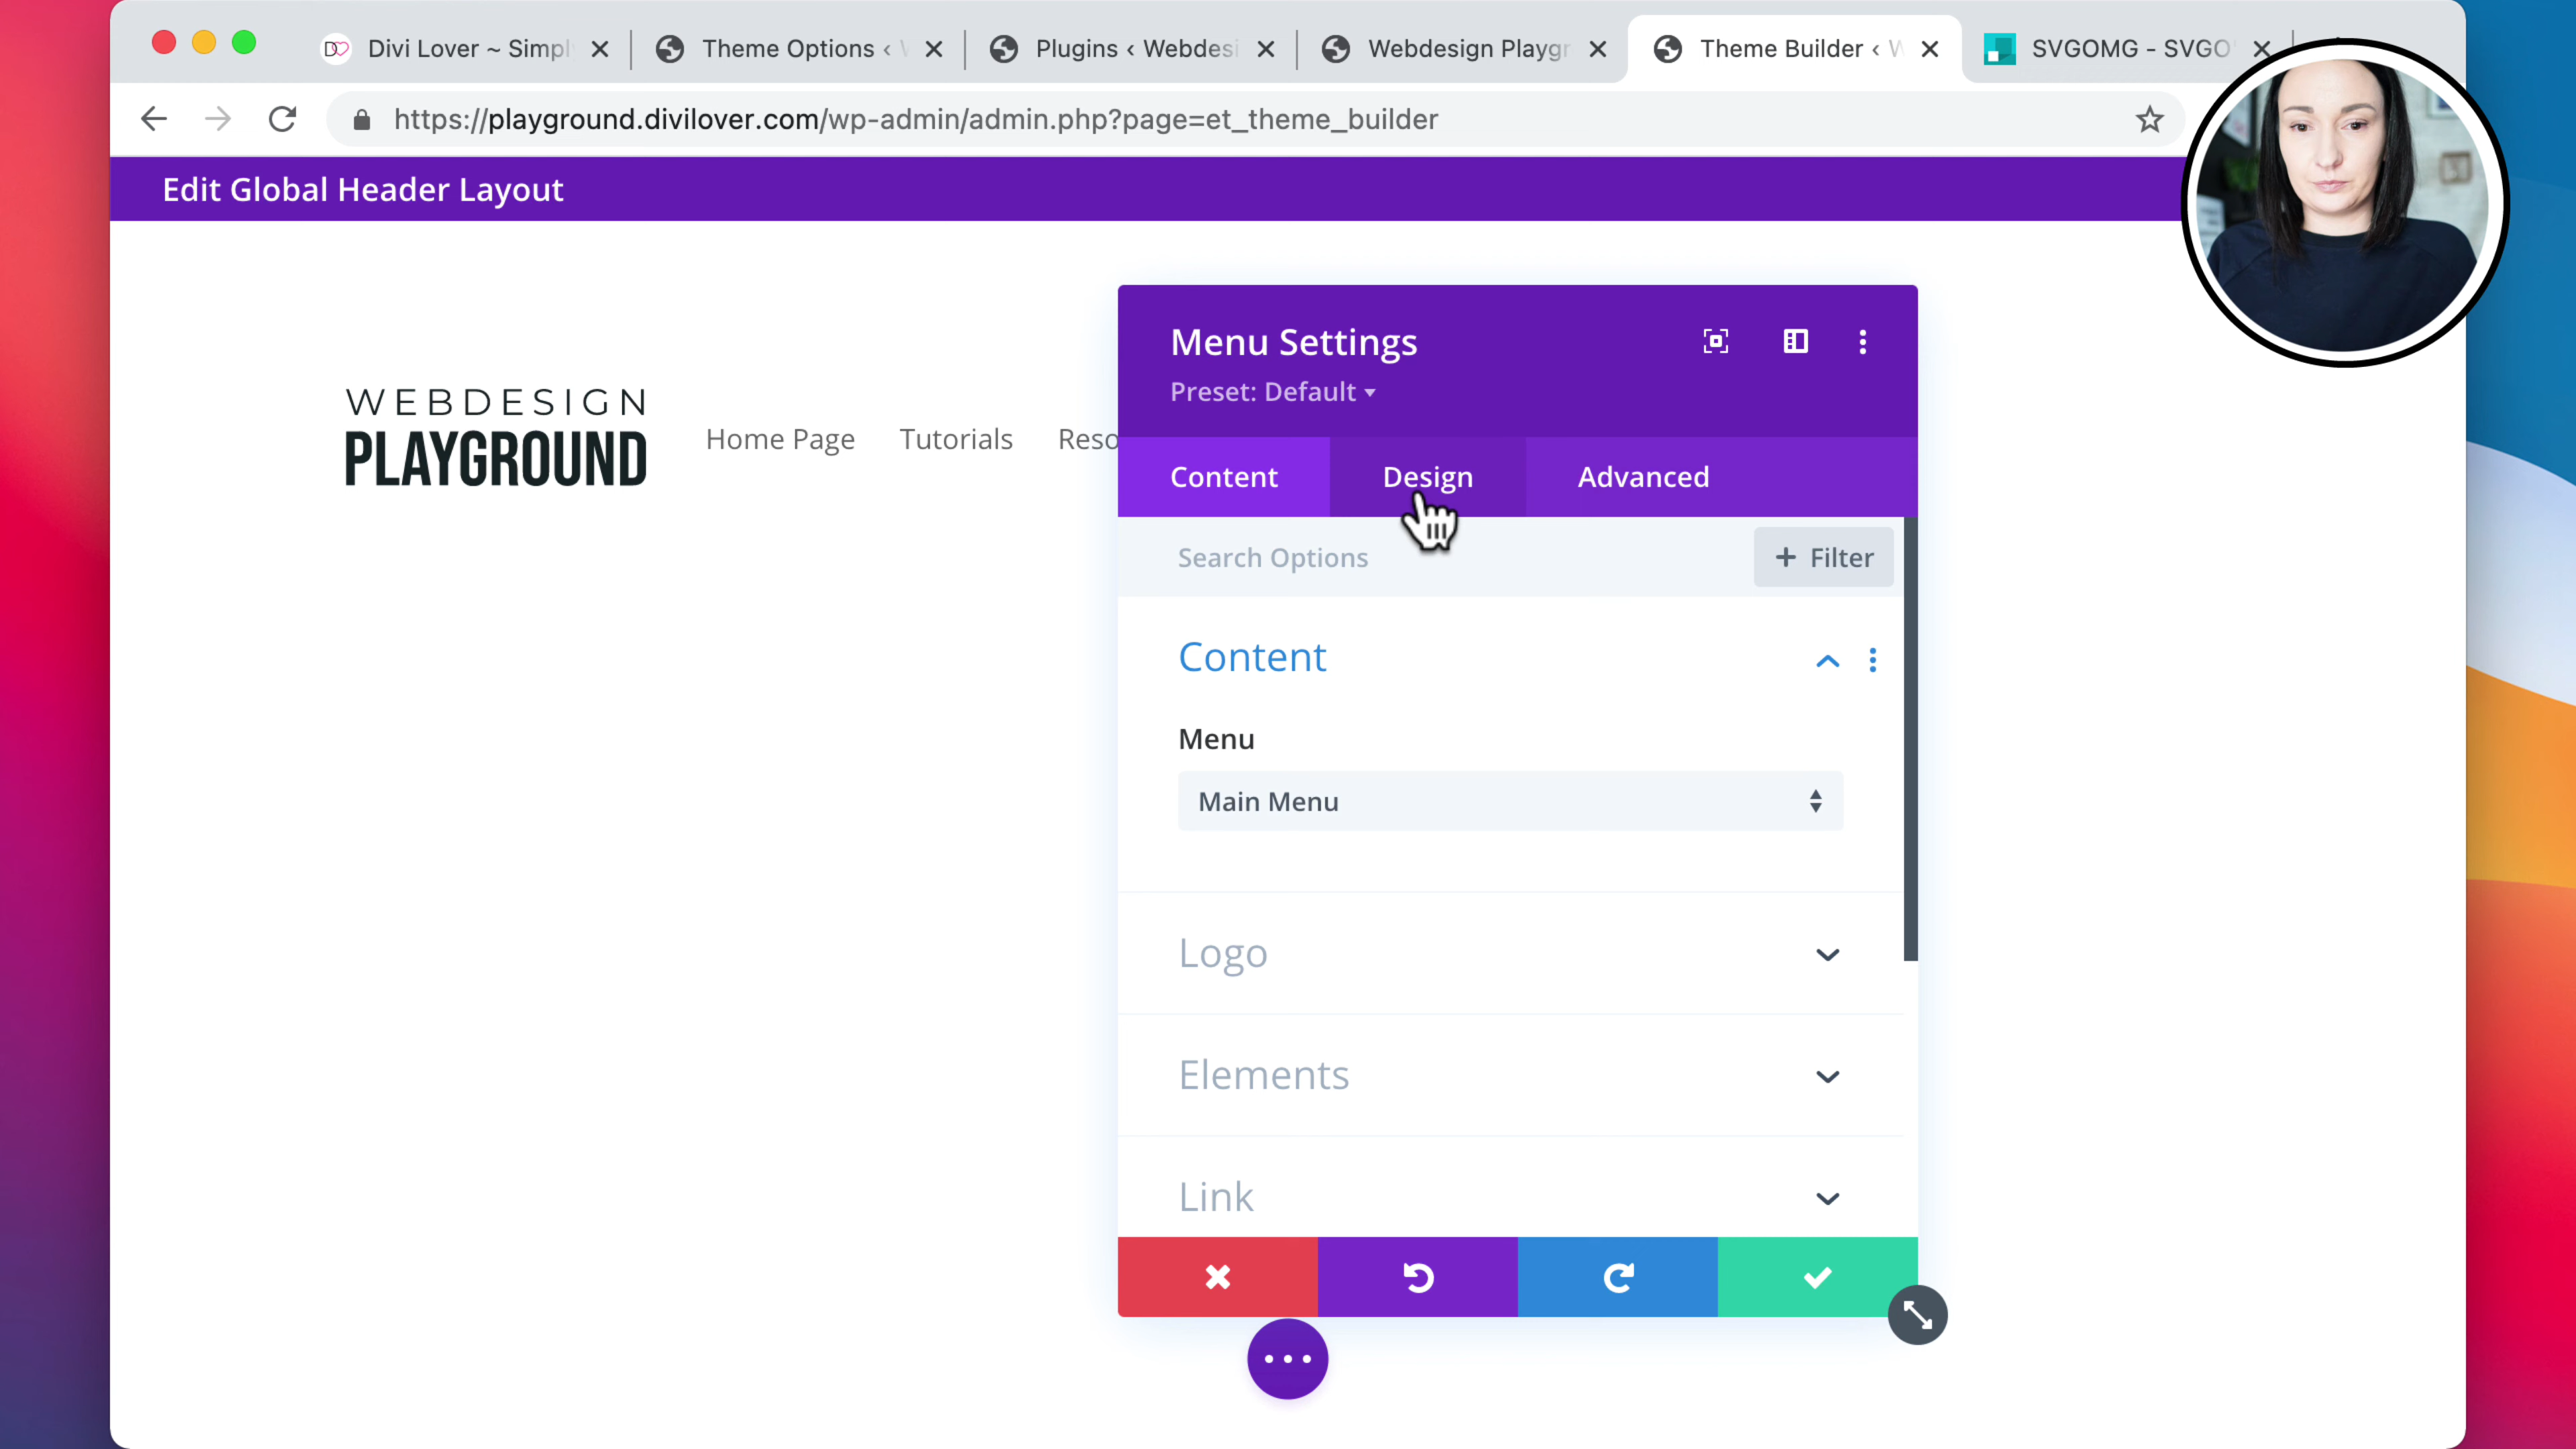 Divi Lover ~ Simpl
Theme Options ‹
Plugins ‹ Webdesi
Webdesign Playgr
Theme Builder ‹
SVGOMG - SVGO'
https://playground.divilover.com/wp-admin/admin.php?page=et_theme_builder
Edit Global Header Layout
WEBDESIGN
PLAYGROUND
Home Page Tutorials Reso
Menu Settings
Preset: Default
Content Design Advanced
Search Options
+ Filter
Content
Menu
Main Menu
Logo
Elements
Link